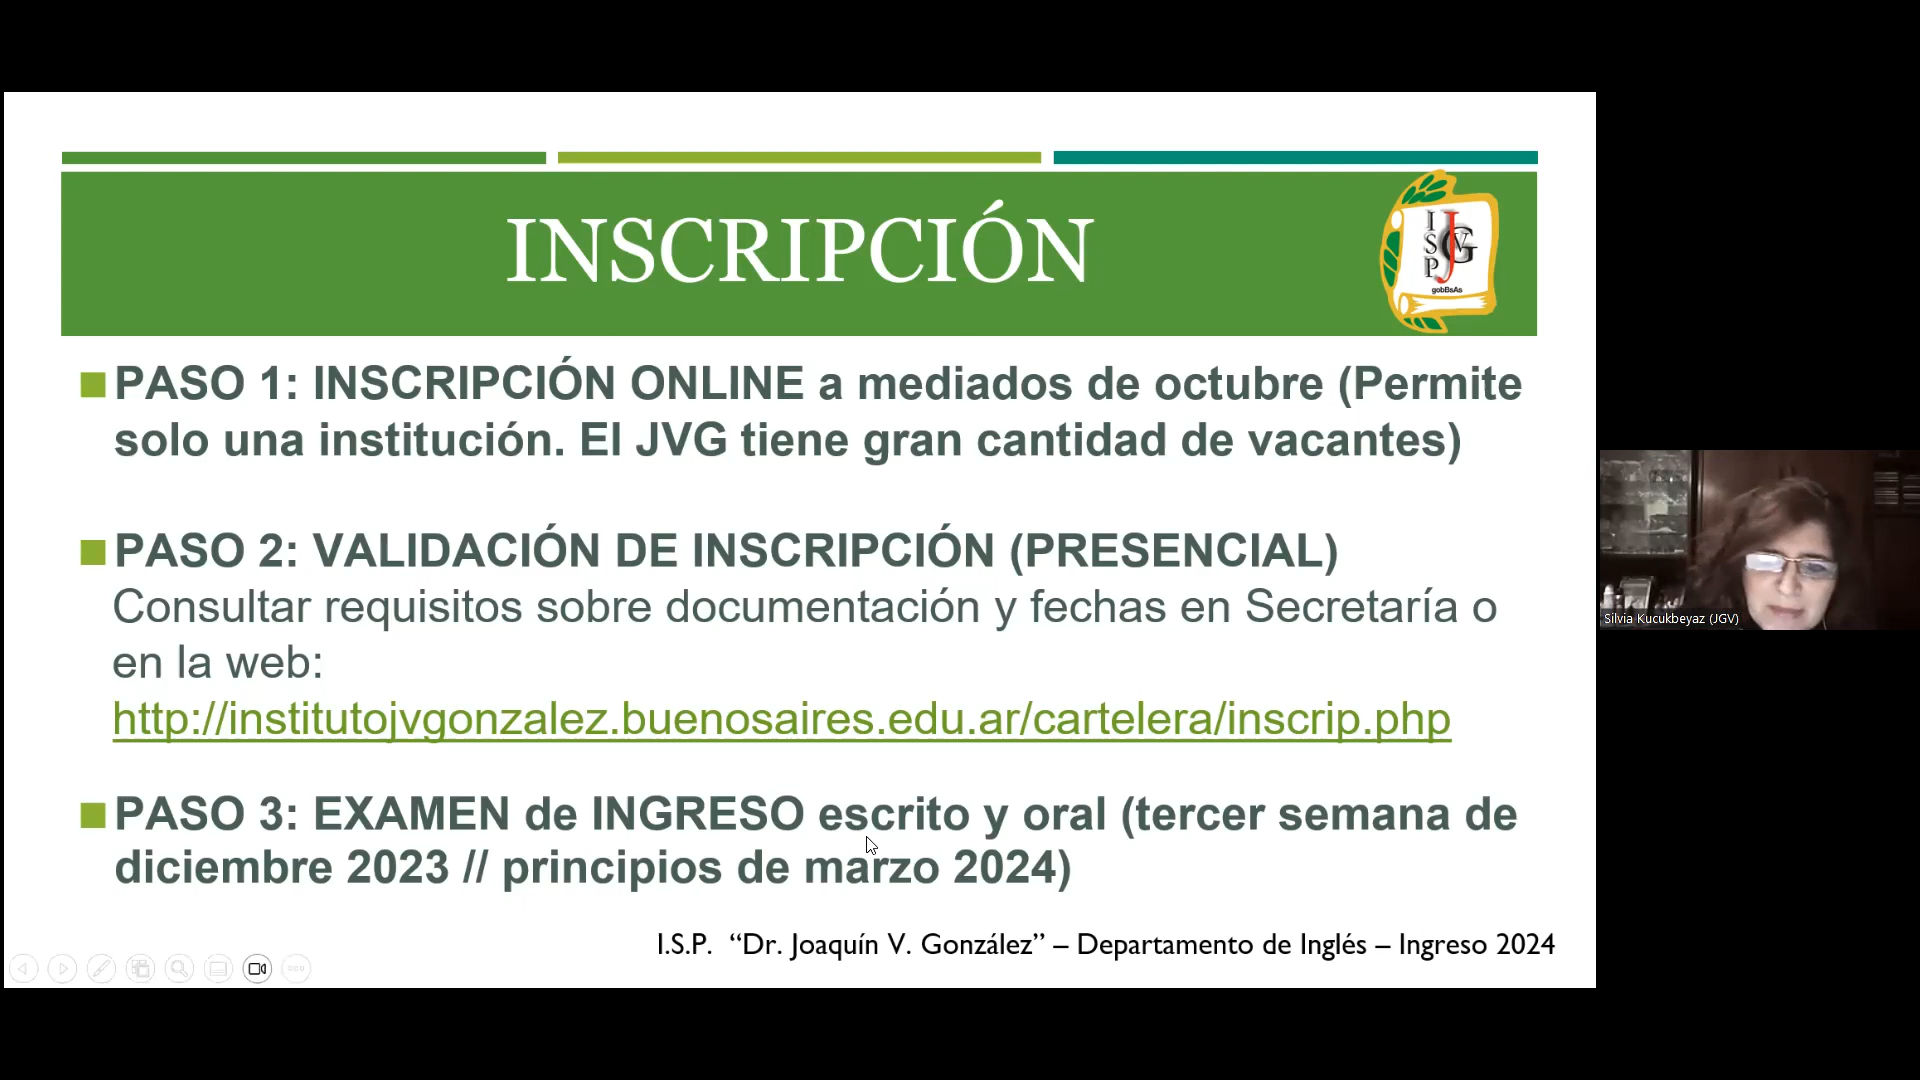 INSCRIPCIÓN
I
S
P
JVG
gobBsAs
PASO 1: INSCRIPCIÓN ONLINE a mediados de octubre (Permite
solo una institución. El JVG tiene gran cantidad de vacantes)
PASO 2: VALIDACIÓN DE INSCRIPCIÓN (PRESENCIAL)
Consultar requisitos sobre documentación y fechas en Secretaría o
en la web:
http://institutojvgonzalez.buenosaires.edu.ar/cartelera/inscrip.php
PASO 3: EXAMEN de INGRESO escrito y oral (tercer semana de
diciembre 2023 // principios de marzo 2024)
I.S.P. “Dr. Joaquín V. González” – Departamento de Inglés – Ingreso 2024
Silvia Kucukbeyaz (JGV)